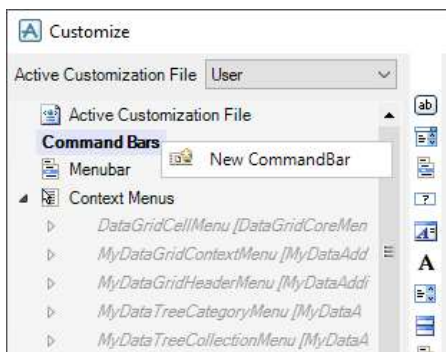 Customize
Active Customization File User
Active Customization File
Command Bars
New CommandBar
Menubar
Context Menus
DataGridCellMenu [DataGridCoreMen
MyDataGridContextMenu [MyDataAdd
MyDataGridHeaderMenu [MyDataAddi
MyDataTreeCategoryMenu [MyDataA
MyDataTreeCollectionMenu [MyDataA
ab
A
A